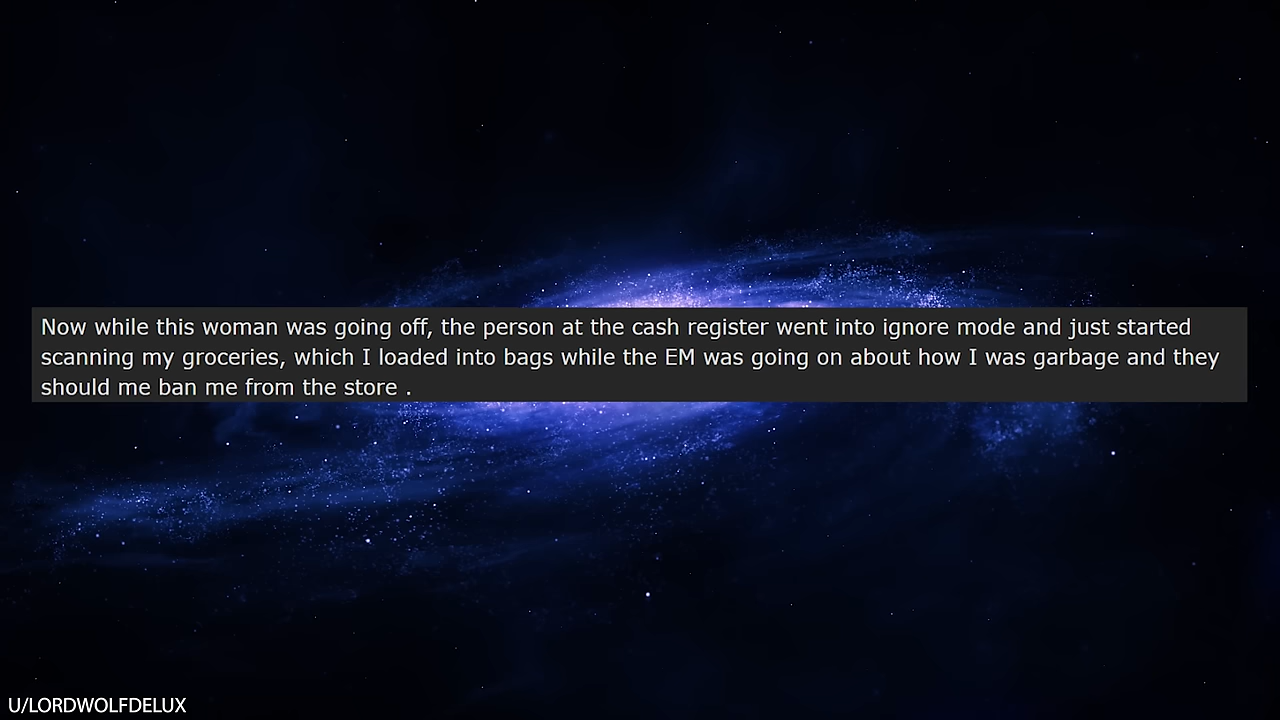 Now while this woman was going off, the person at the cash register went into ignore mode and just started
scanning my groceries, which I loaded into bags while the EM was going on about how I was garbage and they
should me ban me from the store .
U/LORDWOLFDELUX